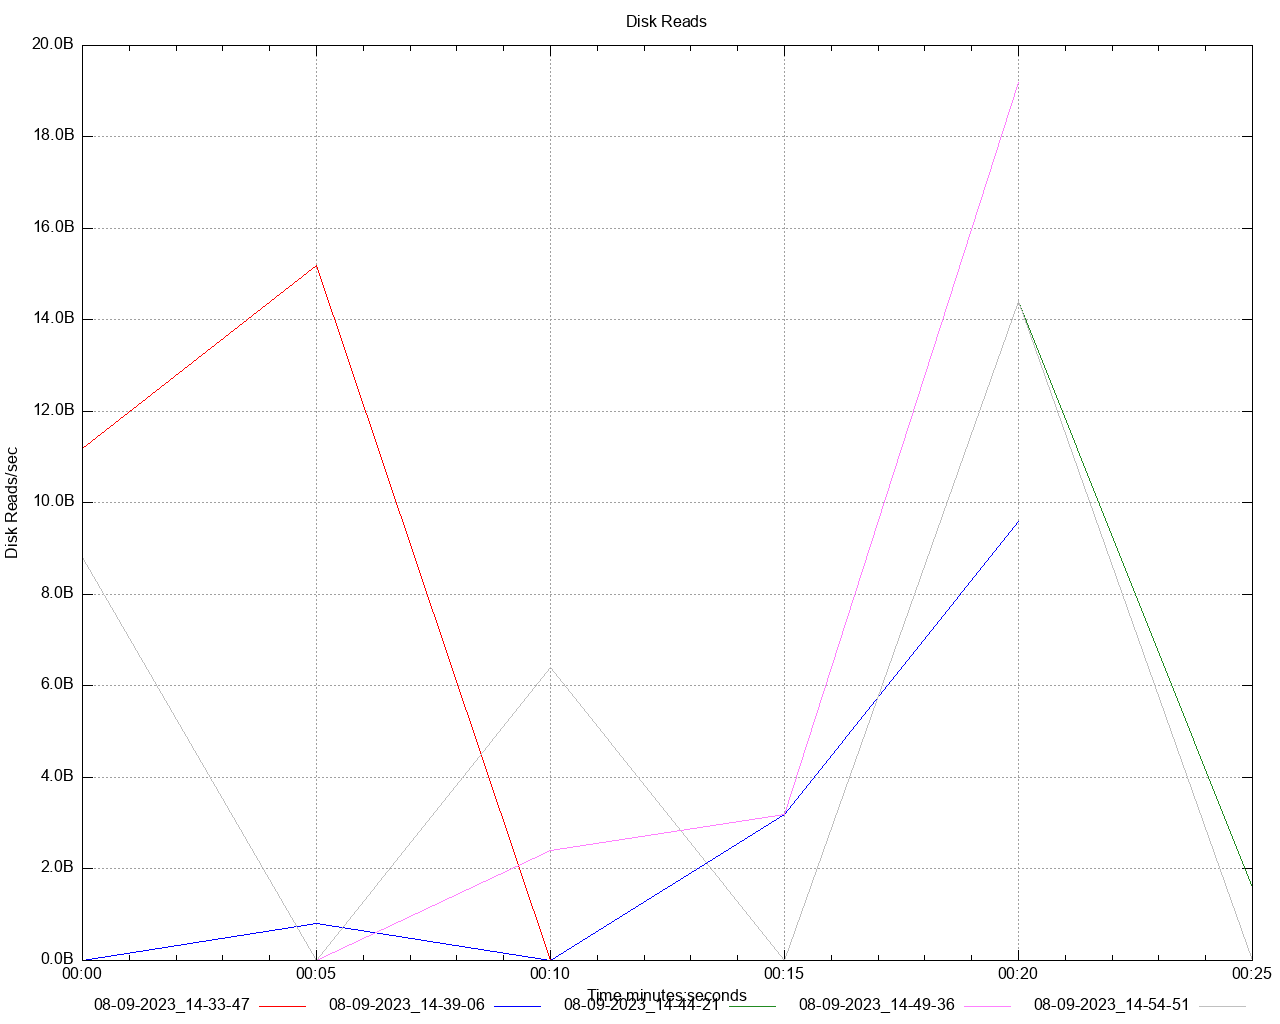 Disk Reads
20.0B
18.0B
16.0B
14.0B
12.0B
10.0B
8.0B
6.0B
4.0B
2.0B
0.0B
Disk Reads/sec
00:00 00:05 00:10 00:15 00:20 00:25
Time minutes:seconds
08-09-2023_14-33-47 08-09-2023_14-39-06 08-09-2023_14-44-21 08-09-2023_14-49-36 08-09-2023_14-54-51